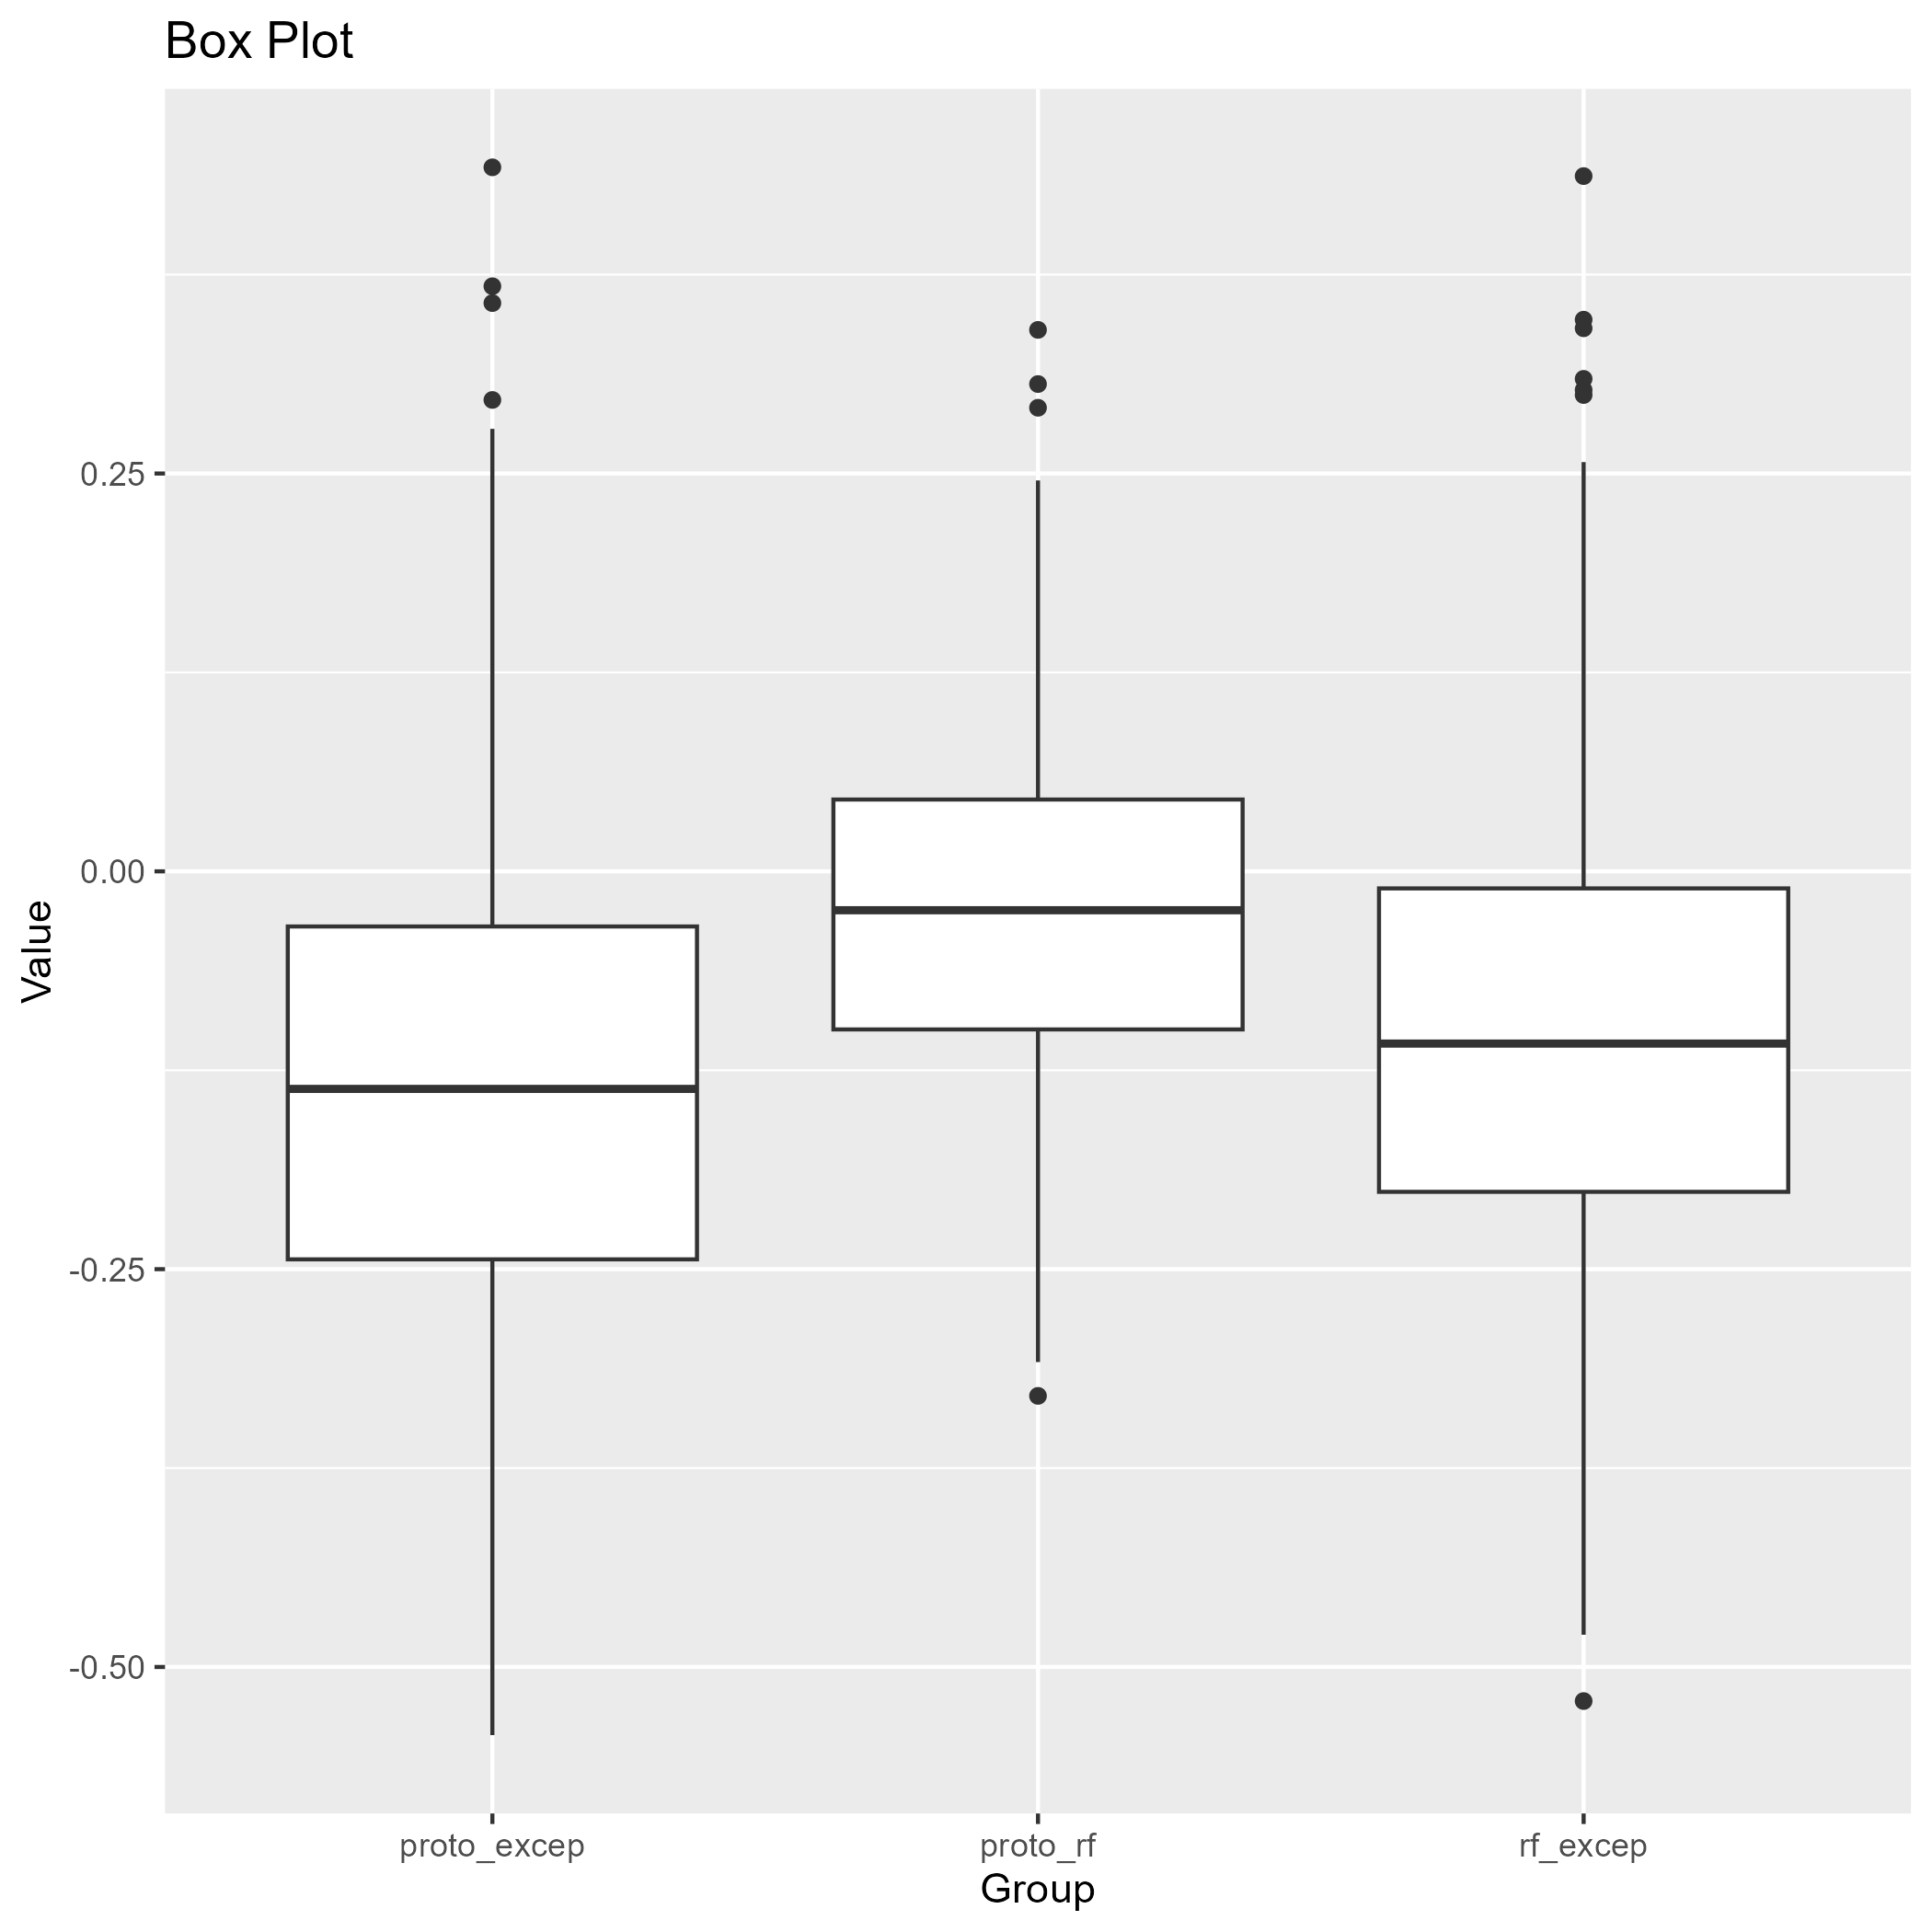 Box Plot
Value
0.25
0.00
-0.25
-0.50
proto_excep
proto_rf
rf_excep
Group